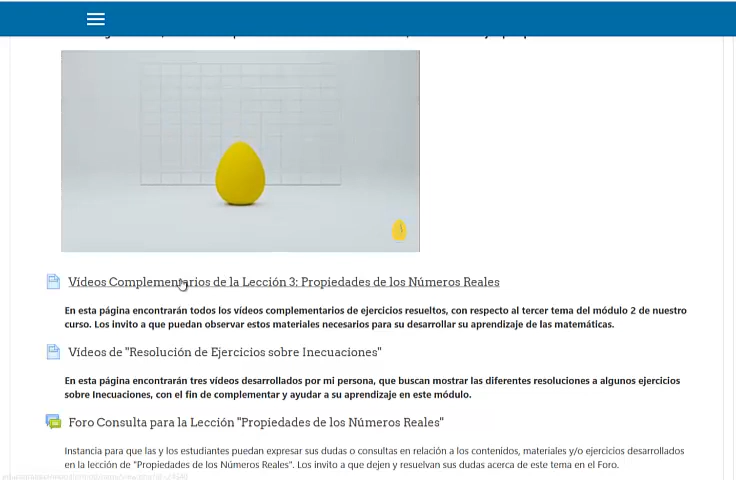 Vídeos Complementarios de la Lección 3: Propiedades de los Números Reales
En esta página encontrarán todos los vídeos complementarios de ejercicios resueltos, con respecto al tercer tema del módulo 2 de nuestro
curso. Los invito a que puedan observar estos materiales necesarios para su desarrollar su aprendizaje de las matemáticas.
Vídeos de "Resolución de Ejercicios sobre Inecuaciones"
En esta página encontrarán tres vídeos desarrollados por mi persona, que buscan mostrar las diferentes resoluciones a algunos ejercicios
sobre Inecuaciones, con el fin de complementar y ayudar a su aprendizaje en este módulo.
Foro Consulta para la Lección "Propiedades de los Números Reales"
Instancia para que las y los estudiantes puedan expresar sus dudas o consultas en relación a los contenidos, materiales y/o ejercicios desarrollados
en la lección de "Propiedades de los Números Reales". Los invito a que dejen y resuelvan sus dudas acerca de este tema en el Foro.